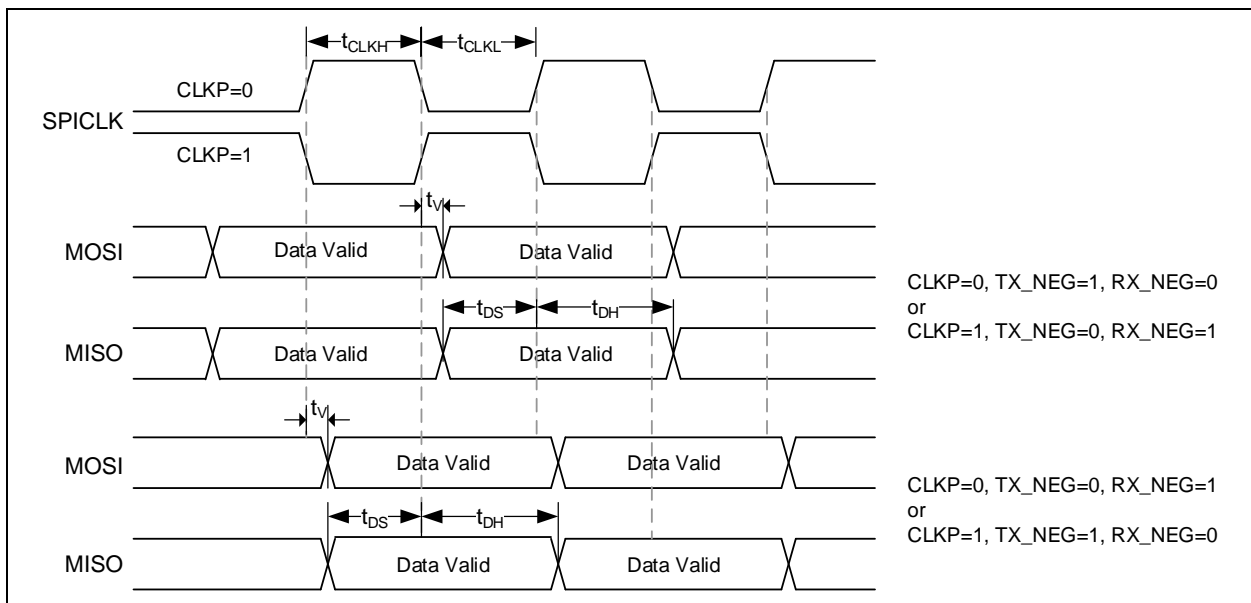 tCLKH tCLKL
CLKP=0
SPICLK
CLKP=1
tV
MOSI Data Valid Data Valid
CLKP=0, TX_NEG=1, RX_NEG=0
or
CLKP=1, TX_NEG=0, RX_NEG=1
tDS tDH
MISO Data Valid Data Valid
tV
MOSI Data Valid Data Valid
CLKP=0, TX_NEG=0, RX_NEG=1
or
CLKP=1, TX_NEG=1, RX_NEG=0
tDS tDH
MISO Data Valid Data Valid